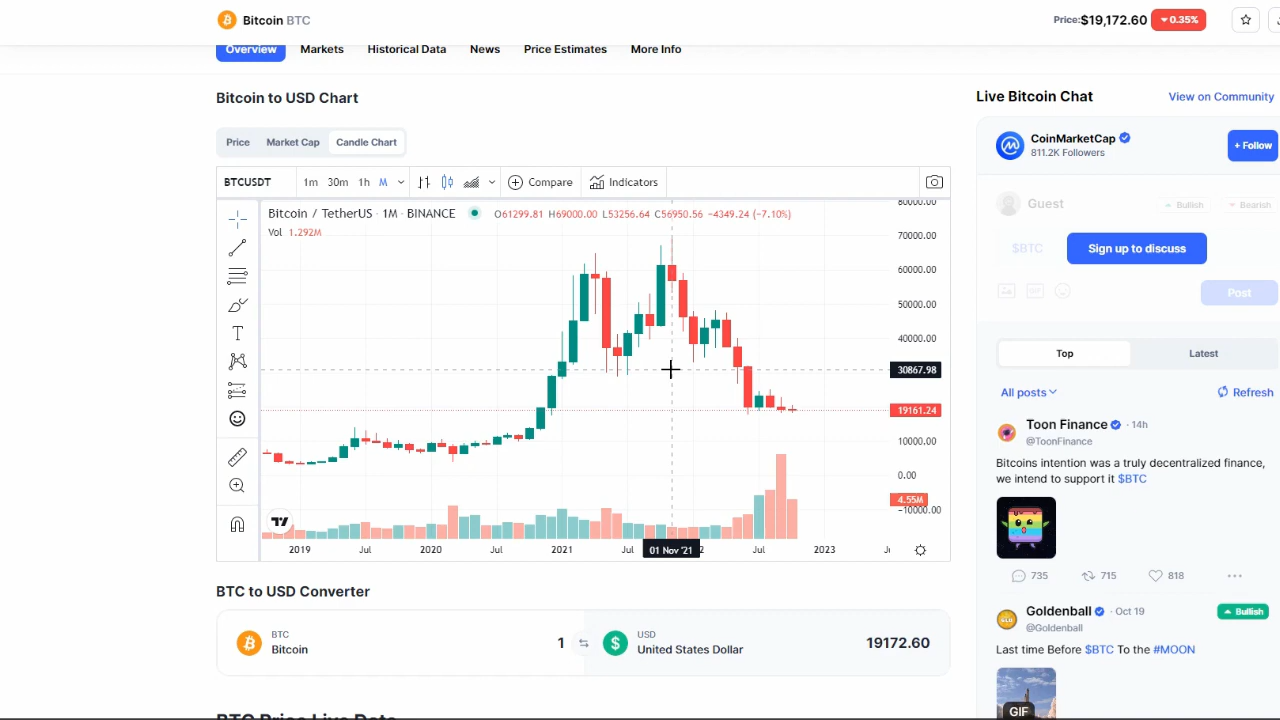 Bitcoin BTC
Price:$19,172.60 0.35%
Overview Markets Historical Data News Price Estimates More Info
Bitcoin to USD Chart
Live Bitcoin Chat View on Community
Price Market Cap Candle Chart
CoinMarketCap
811.2K Followers
+ Follow
BTCUSDT 1m 30m 1h M Compare Indicators
Guest Bullish Bearish
Bitcoin / TetherUS · 1M · BINANCE O61299.81 H69000.00 L53256.64 C56950.56 −4349.24 (−7.10%)
Vol 1.292M
$BTC Sign up to discuss
GIF
Post
80000.00
70000.00
60000.00
50000.00
40000.00
30867.98
19161.24
10000.00
0.00
4.55M
−10000.00
2019 Jul 2020 Jul 2021 Jul 01 Nov '21 2 Jul 2023
Top Latest
All posts Refresh
Toon Finance · 14h
@ToonFinance
Bitcoins intention was a truly decentralized finance,
we intend to support it $BTC
735 715 818
BTC to USD Converter
BTC
Bitcoin
1
USD
United States Dollar
19172.60
Goldenball · Oct 19 Bullish
@Goldenball
Last time Before $BTC To the #MOON
GIF
BTC Price Live Data